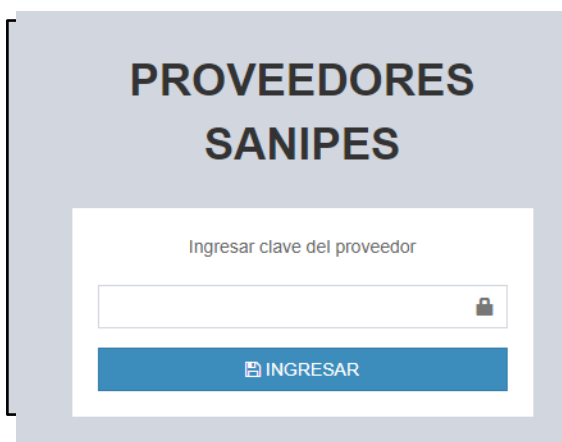 PROVEEDORES
SANIPES
Ingresar clave del proveedor
INGRESAR